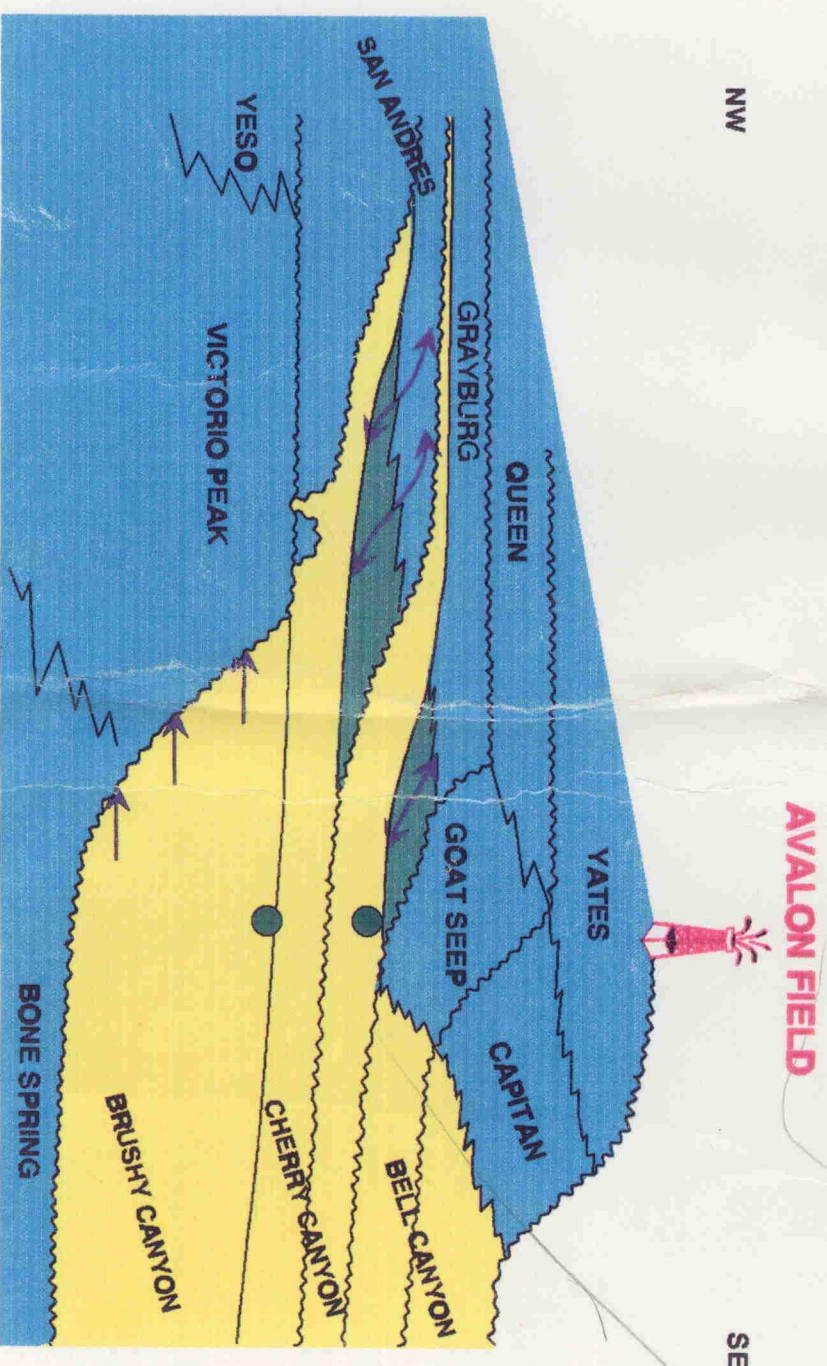 AVALON FIELD
NW
SE
YATES
QUEEN
CAPITAN
GRAYBURG
GOAT SEEP
SAN ANDRES
BELL CANYON
CHERRY CANYON
YESO
VICTORIO PEAK
BRUSHY CANYON
BONE SPRING